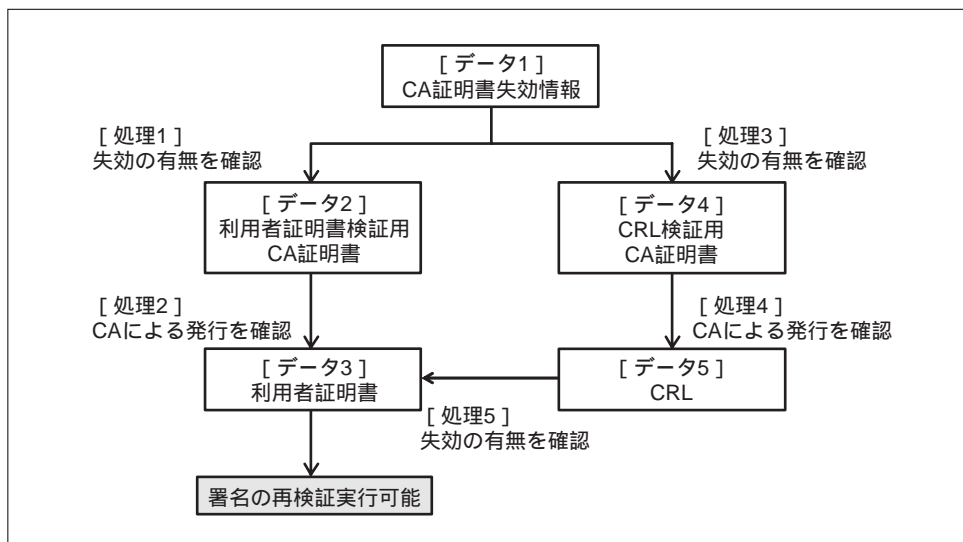 [ データ1 ]
CA証明書失効情報
[ 処理1 ]
失効の有無を確認
[ 処理3 ]
失効の有無を確認
[ データ2 ]
利用者証明書検証用
CA証明書
[ データ4 ]
CRL検証用
CA証明書
[ 処理2 ]
CAによる発行を確認
[ 処理4 ]
CAによる発行を確認
[ データ3 ]
利用者証明書
[ データ5 ]
CRL
[ 処理5 ]
失効の有無を確認
署名の再検証実行可能